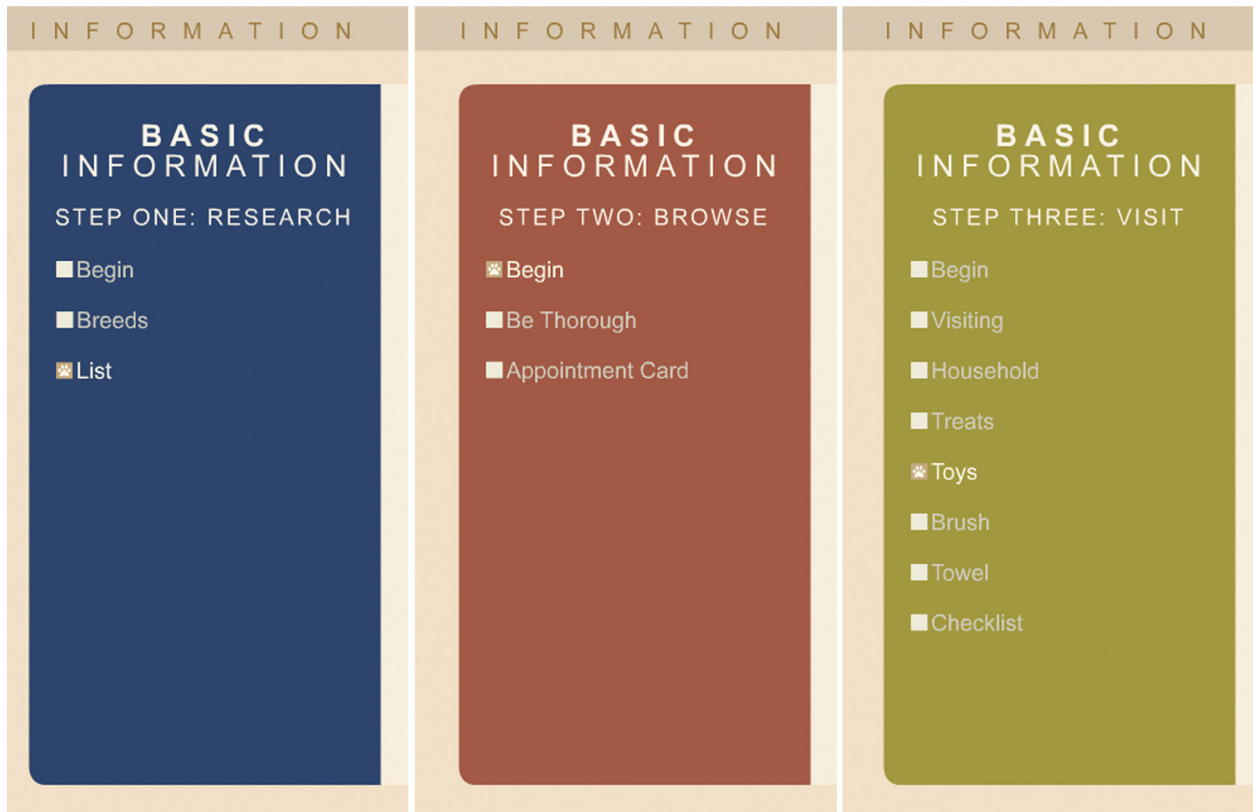 INFORMATION
BASIC
INFORMATION
STEP ONE: RESEARCH
Begin
Breeds
List
INFORMATION
BASIC
INFORMATION
STEP TWO: BROWSE
Begin
Be Thorough
Appointment Card
INFORMATION
BASIC
INFORMATION
STEP THREE: VISIT
Begin
Visiting
Household
Treats
Toys
Brush
Towel
Checklist